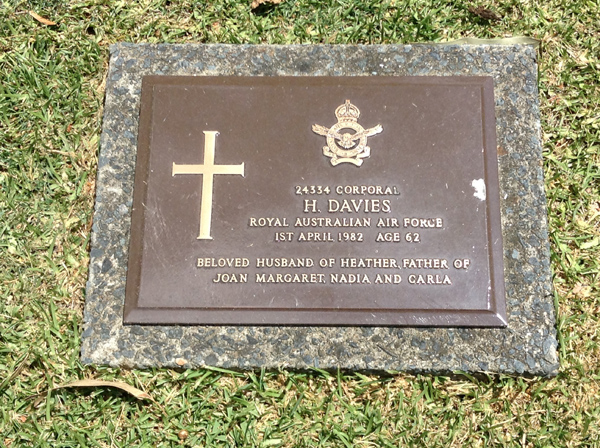 24334 CORPORAL
H. DAVIES
ROYAL AUSTRALIAN AIR FORCE
1ST APRIL 1982 AGE 62
BELOVED HUSBAND OF HEATHER, FATHER OF
JOAN MARGARET, NADIA AND CARLA